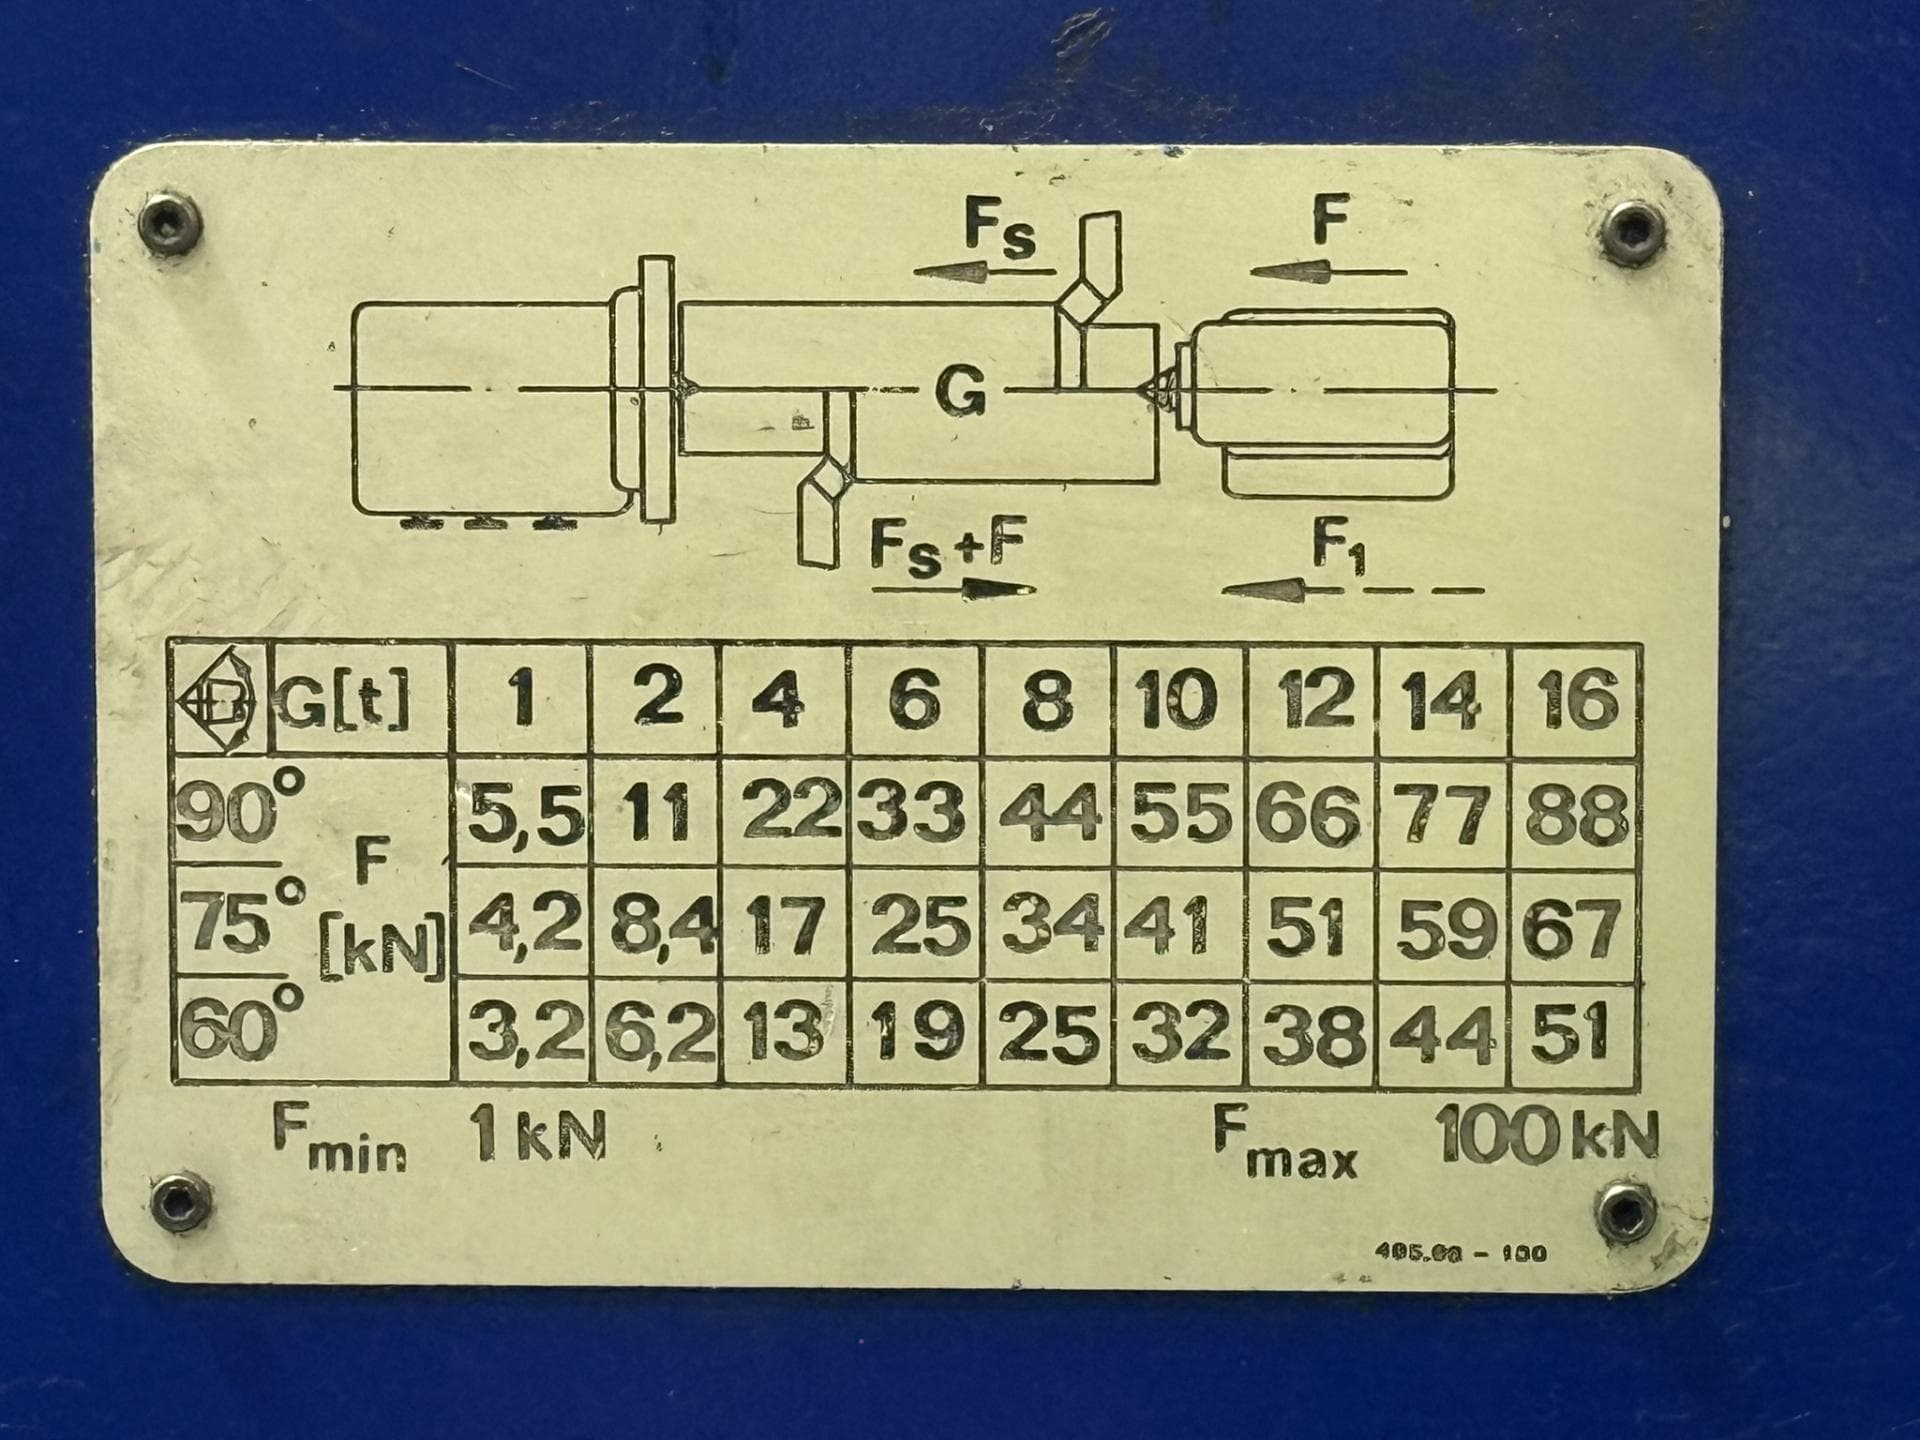 Fs F
G
Fs+F F1
G[t] 1 2 4 6 8 10 12 14 16
90° 5,5 11 22 33 44 55 66 77 88
F
75° 4,2 8,4 17 25 34 41 51 59 67
[kN]
60° 3,2 6,2 13 19 25 32 38 44 51
Fmin 1kN Fmax 100kN